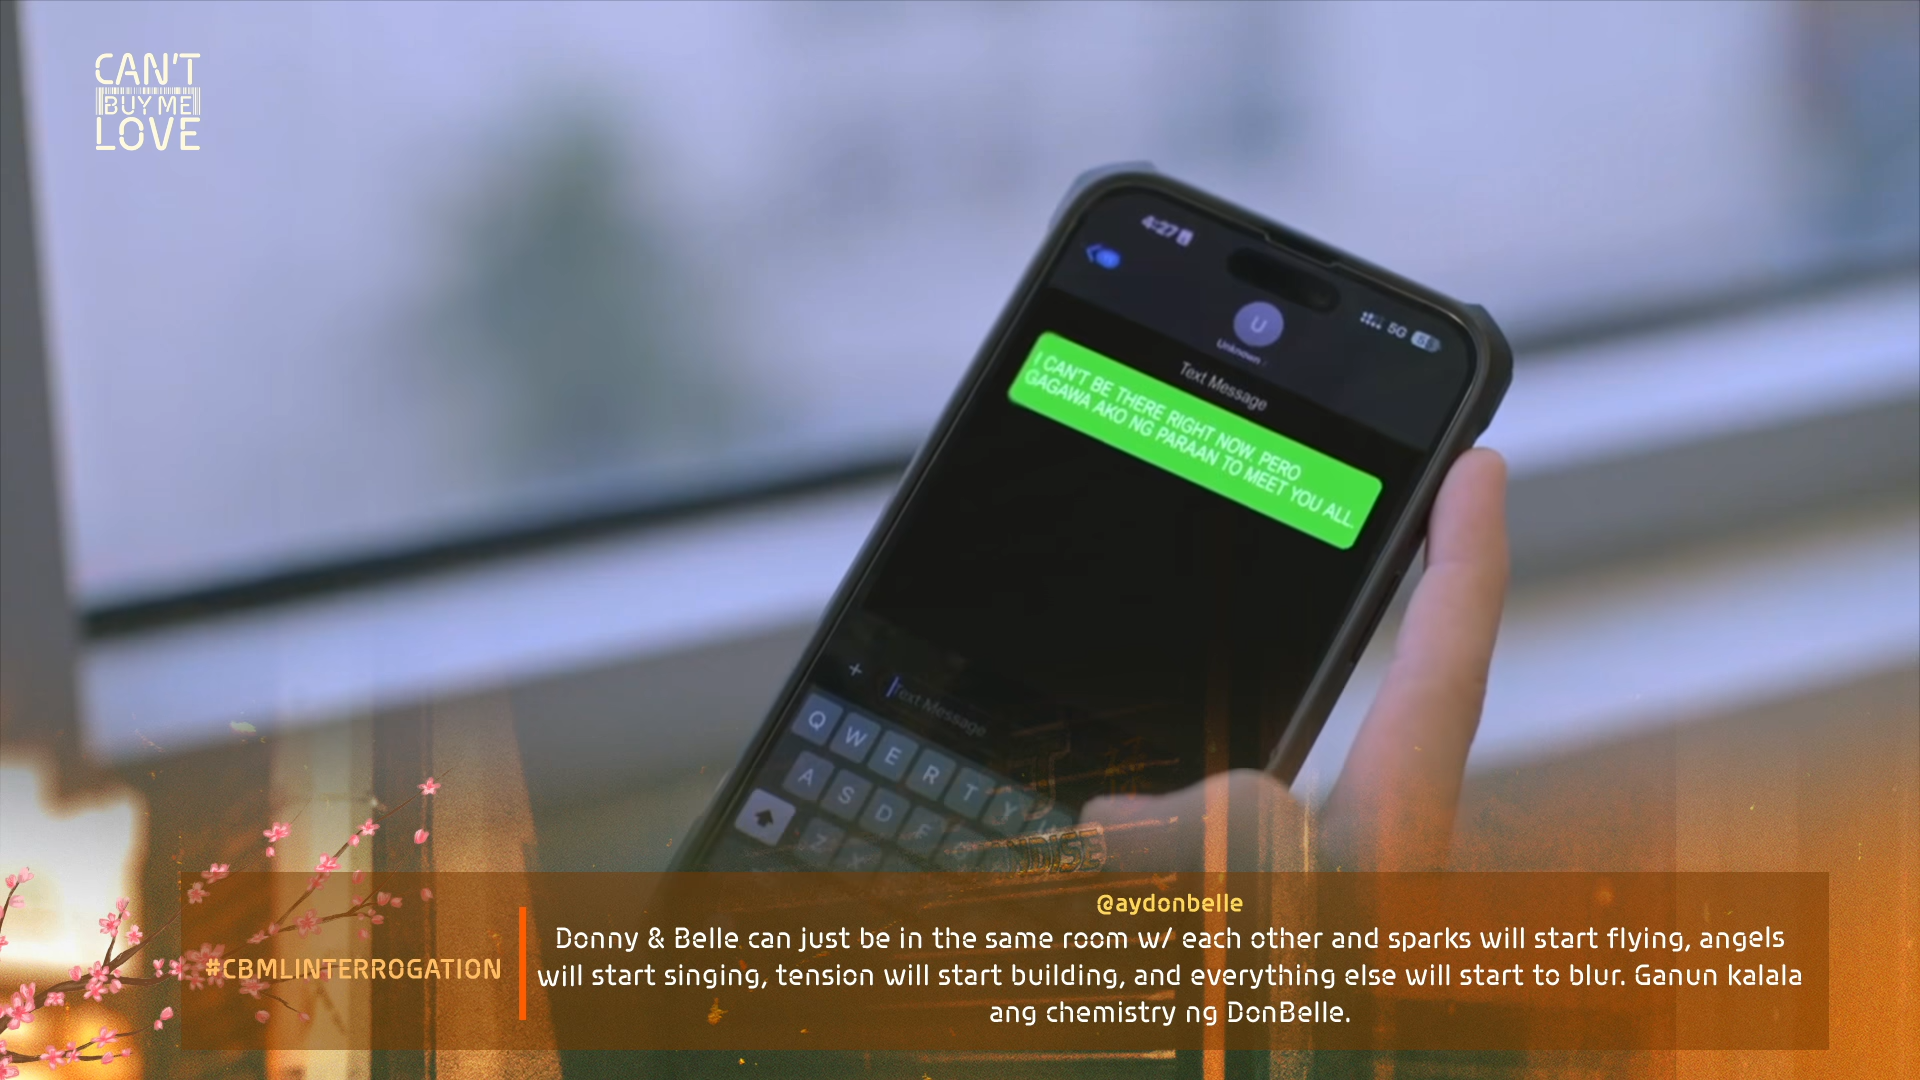 CAN'T
BUY ME
LOVE
4:27
5G
U
Unknown
Text Message
I CAN'T BE THERE RIGHT NOW. PERO
GAGAWA AKO NG PARAAN TO MEET YOU ALL.
Text Message
Q W E R T Y U
A S D F G
Z X
@aydonbelle
#CBMLINTERROGATION
Donny & Belle can just be in the same room w/ each other and sparks will start flying, angels
will start singing, tension will start building, and everything else will start to blur. Ganun kalala
ang chemistry ng DonBelle.